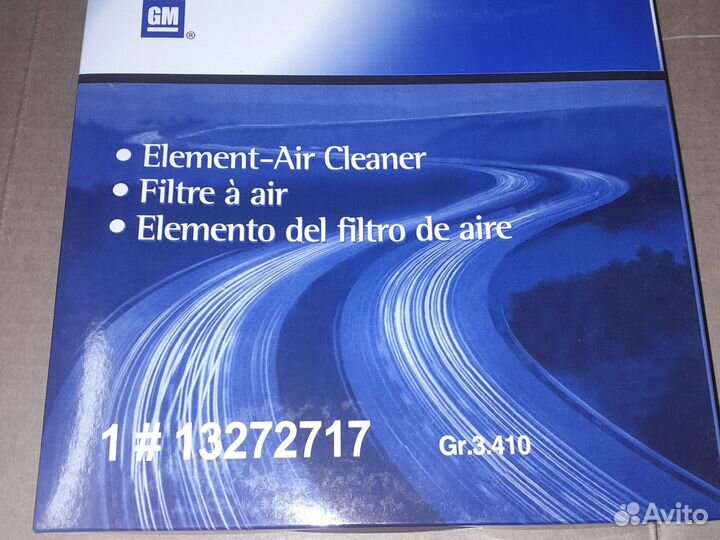 GM
®
• Element-Air Cleaner
• Filtre à air
• Elemento del filtro de aire
1 # 13272717 Gr.3.410
Avito